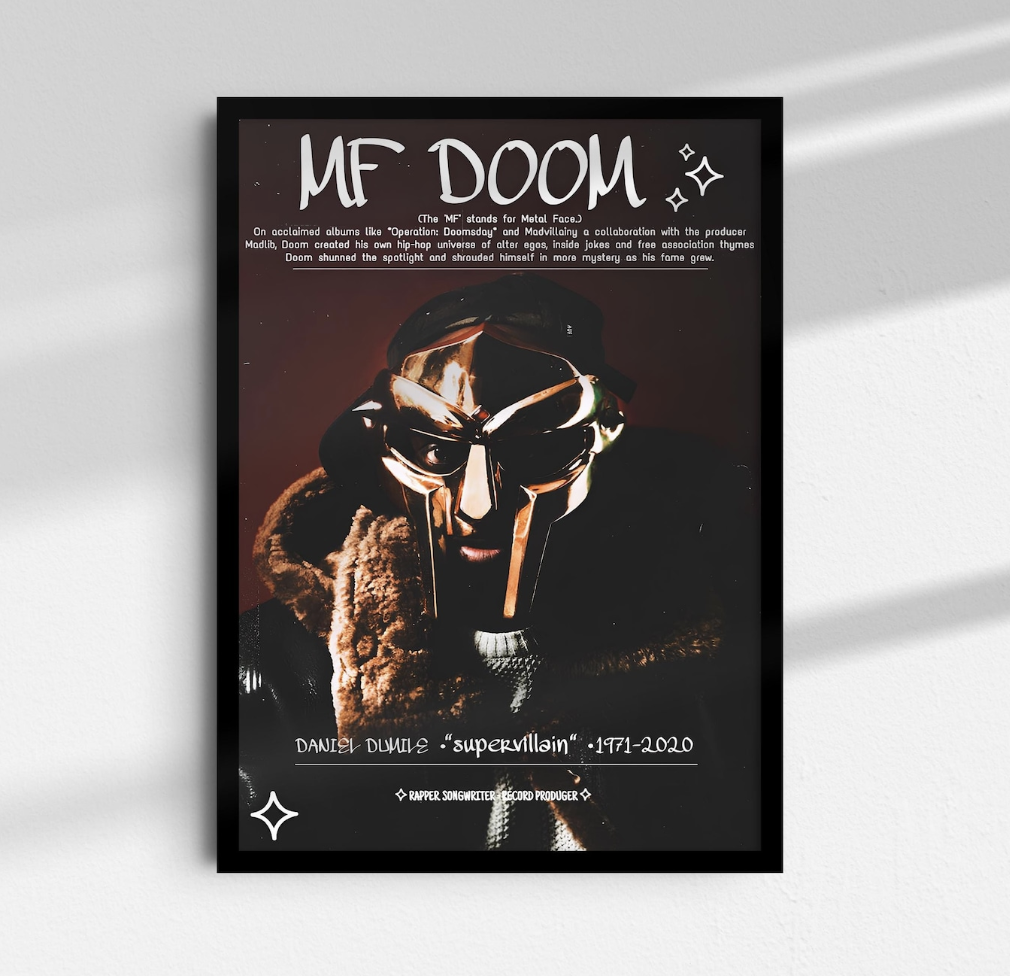 MF DOOM
(The "MF" stands for Metal Face.)
On acclaimed albums like "Operation: Doomsday" and Madvillainy a collaboration with the producer
Madlib, Doom created his own hip-hop universe of alter egos, inside jokes and free association thymes
Doom shunned the spotlight and shrouded himself in more mystery as his fame grew.
DANIEL DUMILE •"supervillain" •1971-2020
RAPPER SONGWRITER • RECORD PRODUCER